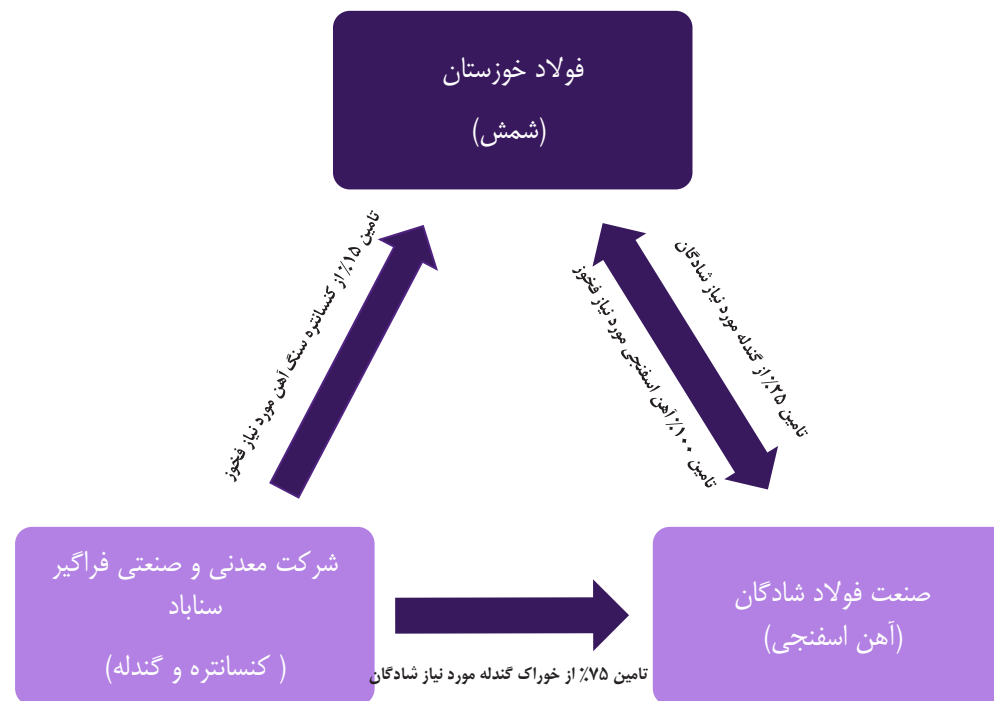 فولاد خوزستان
(شمش)
تامین ۱۵٪ از کنسانتره سنگ آهن مورد نیاز فخوز
تامین ۲۵٪ از گندله مورد نیاز شادگان
تامین ۱۰۰٪ آهن اسفنجی مورد نیاز فخوز
شرکت معدنی و صنعتی فراگیر
سناباد
( کنسانتره و گندله)
صنعت فولاد شادگان
(آهن اسفنجی)
تامین ۷۵٪ از خوراک گندله مورد نیاز شادگان